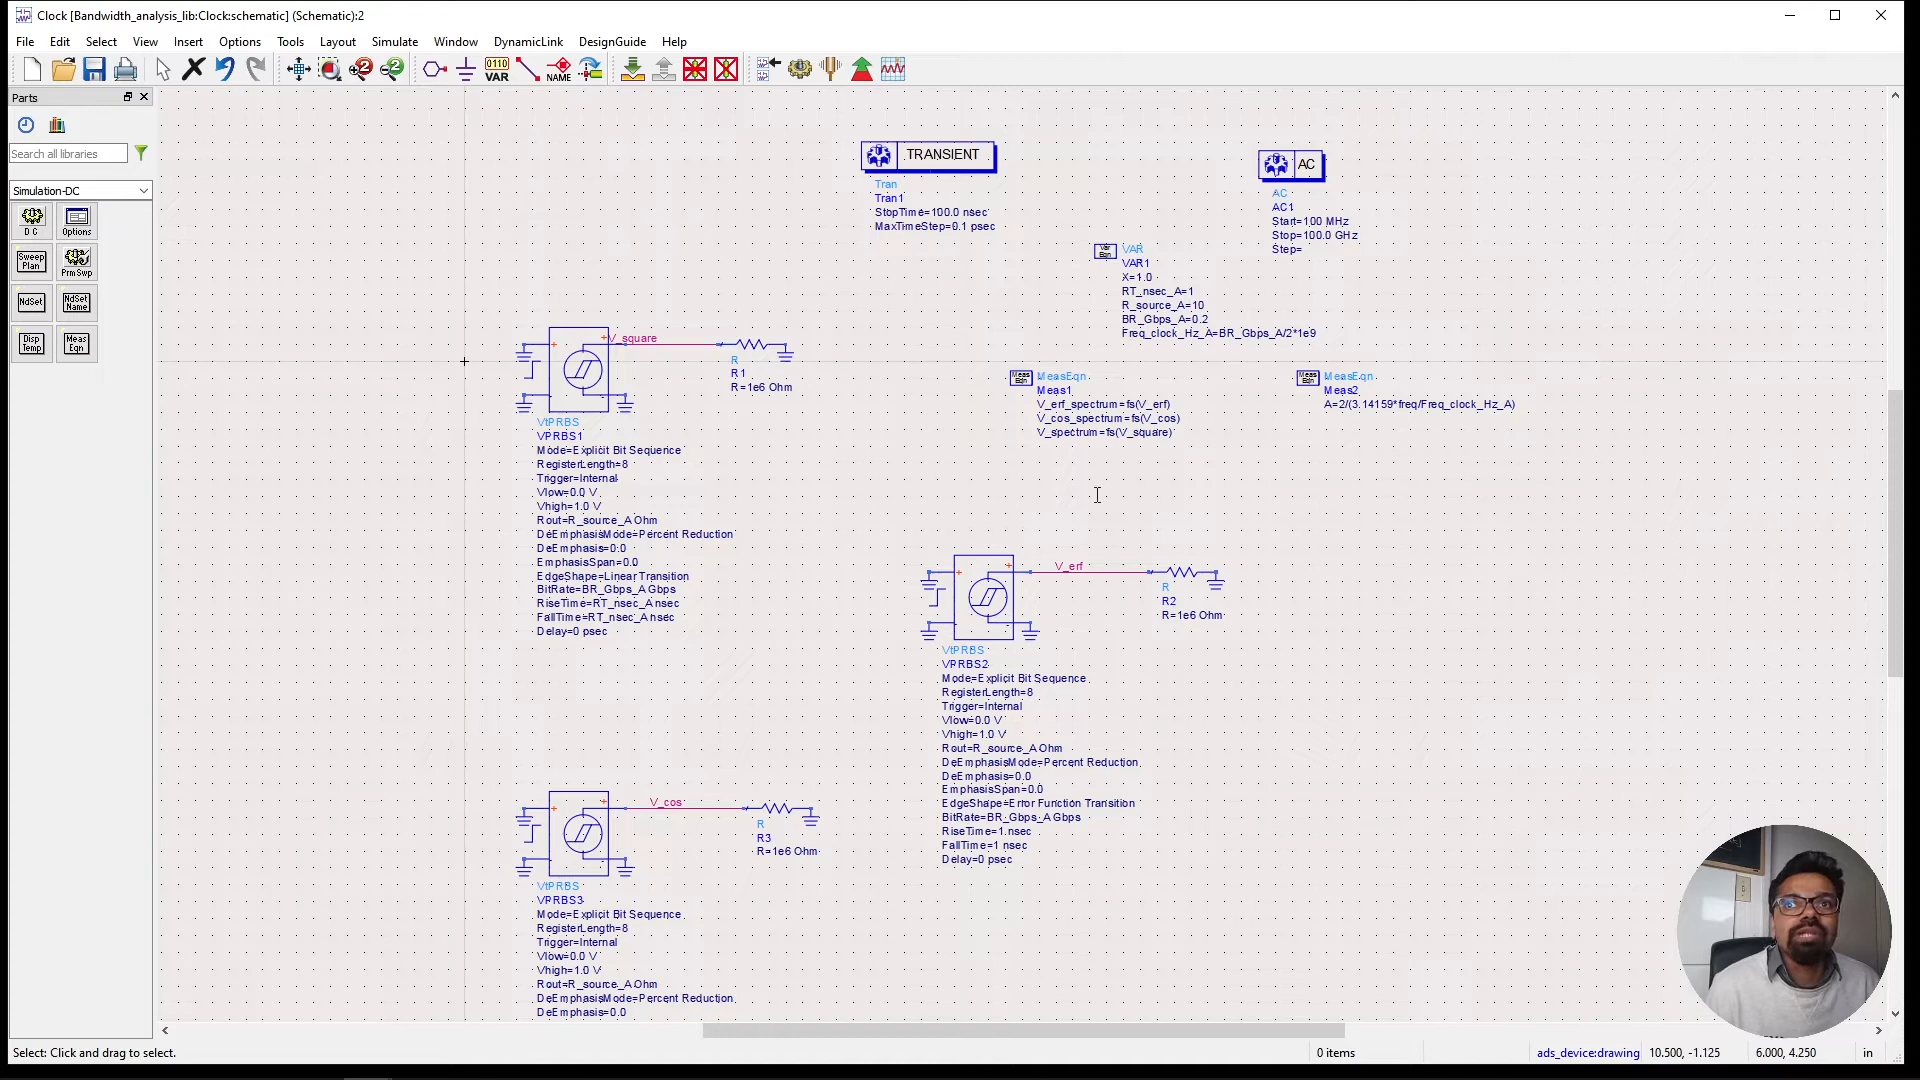 Clock [Bandwidth_analysis_lib:Clock:schematic] (Schematic):2
File Edit Select View Insert Options Tools Layout Simulate Window DynamicLink DesignGuide Help
0110
VAR
NAME
Parts
Search all libraries
Simulation-DC
DC
Options
Sweep
Plan
PrmSwp
NdSet
NdSet
Name
Disp
Temp
Meas
Eqn
TRANSIENT
Tran
Tran1
StopTime=100.0 nsec
MaxTimeStep=0.1 psec
AC
AC
AC1
Start=100 MHz
Stop=100.0 GHz
Step=
Var
Eqn
VAR
VAR1
X=1.0
RT_nsec_A=1
R_source_A=10
BR_Gbps_A=0.2
Freq_clock_Hz_A=BR_Gbps_A/2*1e9
V_square
R
R1
R=1e6 Ohm
VtPRBS
VPRBS1
Mode=Explicit Bit Sequence
RegisterLength=8
Trigger=Internal
Vlow=0.0 V
Vhigh=1.0 V
Rout=R_source_A Ohm
DeEmphasisMode=Percent Reduction
DeEmphasis=0.0
EmphasisSpan=0.0
EdgeShape=Linear Transition
BitRate=BR_Gbps_A Gbps
RiseTime=RT_nsec_A nsec
FallTime=RT_nsec_A nsec
Delay=0 psec
Meas
Eqn
MeasEqn
Meas1
V_erf_spectrum=fs(V_erf)
V_cos_spectrum=fs(V_cos)
V_spectrum=fs(V_square)
Meas
Eqn
MeasEqn
Meas2
A=2/(3.14159*freq/Freq_clock_Hz_A)
V_erf
R
R2
R=1e6 Ohm
VtPRBS
VPRBS2
Mode=Explicit Bit Sequence
RegisterLength=8
Trigger=Internal
Vlow=0.0 V
Vhigh=1.0 V
Rout=R_source_A Ohm
DeEmphasisMode=Percent Reduction
DeEmphasis=0.0
EmphasisSpan=0.0
EdgeShape=Error Function Transition
BitRate=BR_Gbps_A Gbps
RiseTime=1 nsec
FallTime=1 nsec
Delay=0 psec
V_cos
R
R3
R=1e6 Ohm
VtPRBS
VPRBS3
Mode=Explicit Bit Sequence
RegisterLength=8
Trigger=Internal
Vlow=0.0 V
Vhigh=1.0 V
Rout=R_source_A Ohm
DeEmphasisMode=Percent Reduction
DeEmphasis=0.0
Select: Click and drag to select.
0 items
ads_device:drawing
10.500, -1.125
6.000, 4.250
in